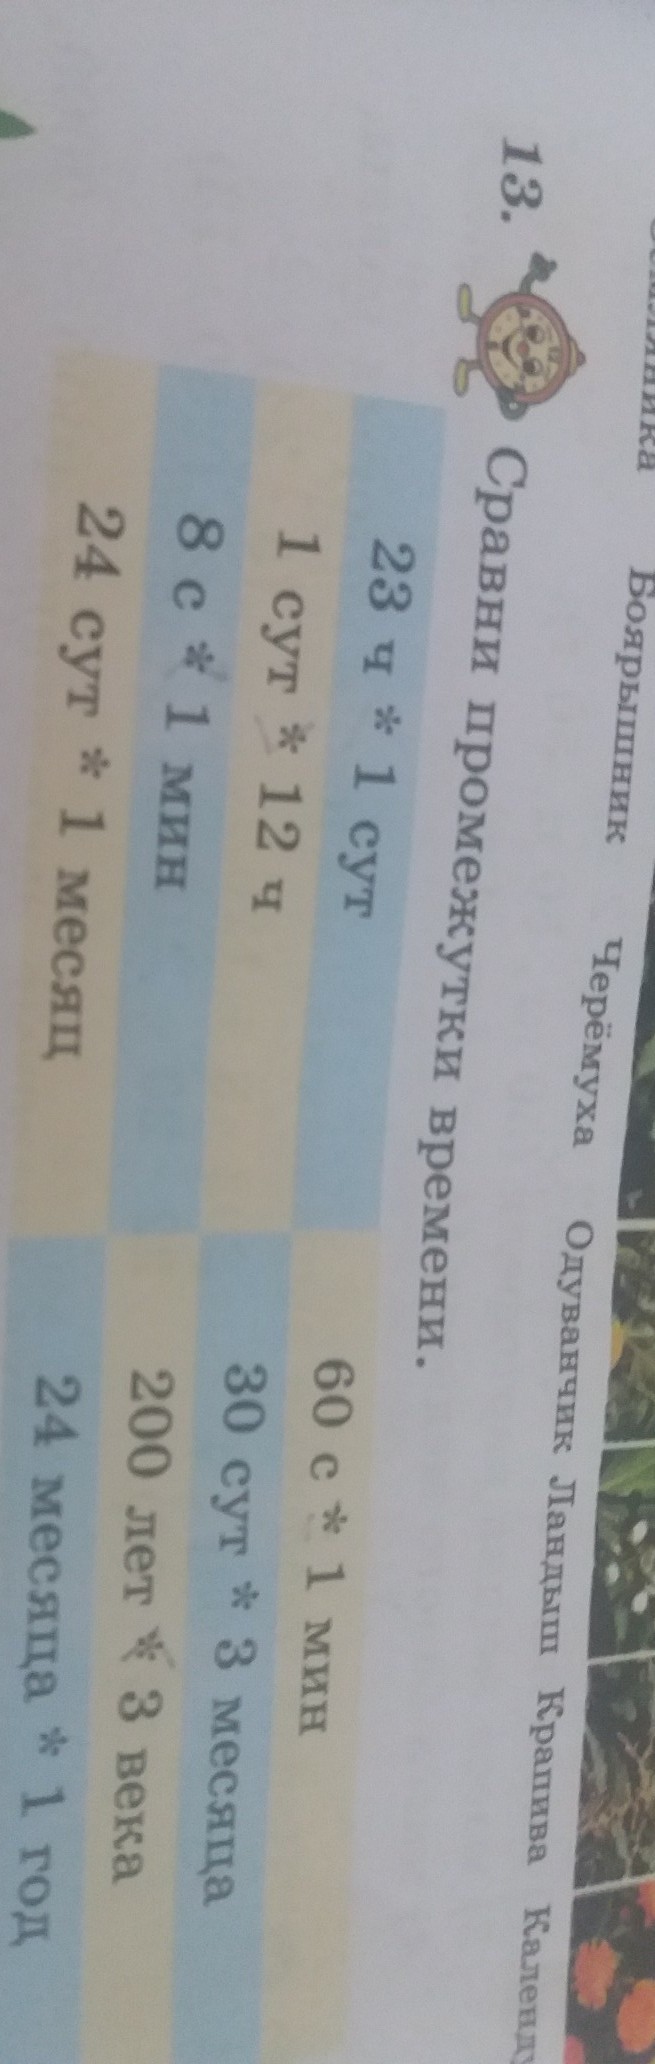 Боярышник Черёмуха Одуванчик Ландыш Крапива
13. Сравни промежутки времени.
23 ч * 1 сут 60 с * 1 мин
1 сут * 12 ч 30 сут * 3 месяца
8 с * 1 мин 200 лет * 3 века
24 сут * 1 месяц 24 месяца * 1 год